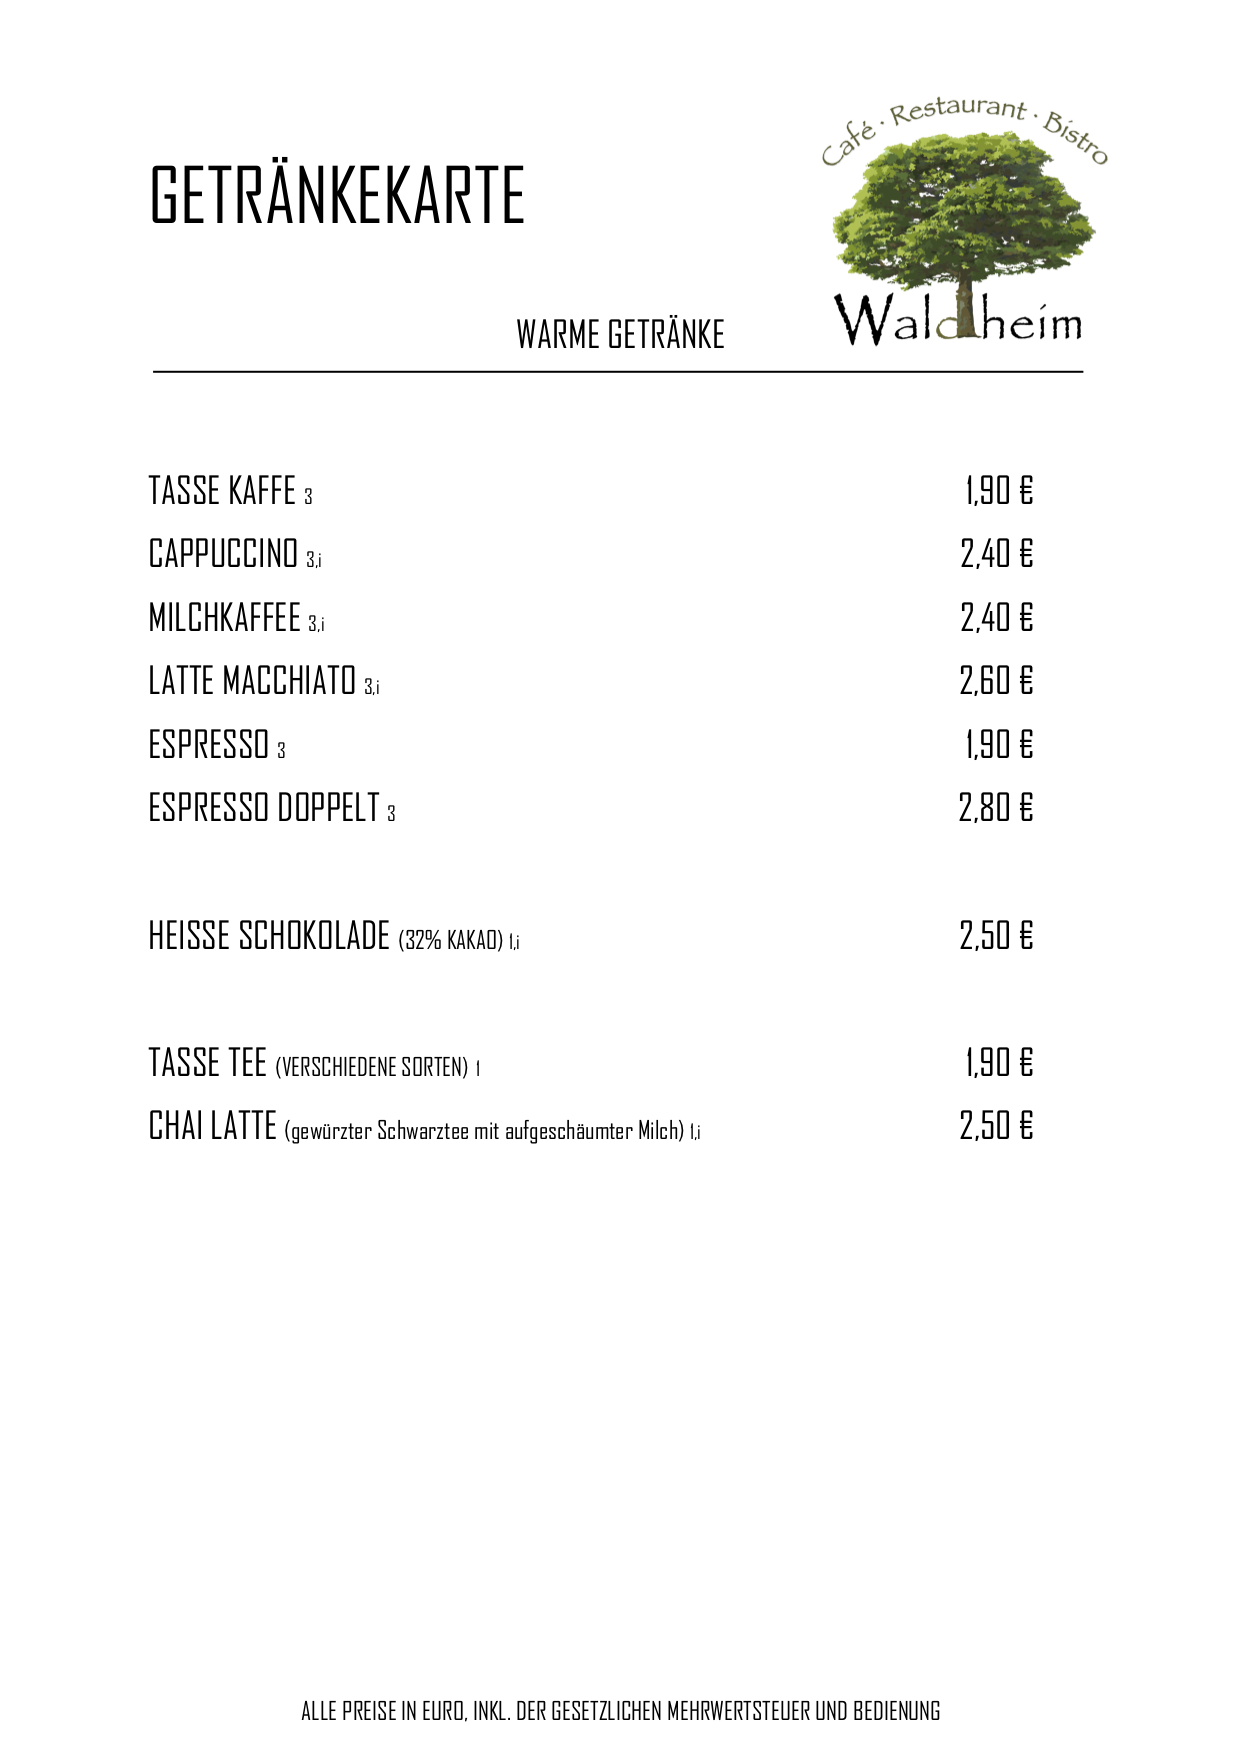 Café · Restaurant · Bistro
GETRÄNKEKARTE
Waldheim
WARME GETRÄNKE
TASSE KAFFE 3 1,90 €
CAPPUCCINO 3,i 2,40 €
MILCHKAFFEE 3,i 2,40 €
LATTE MACCHIATO 3,i 2,60 €
ESPRESSO 3 1,90 €
ESPRESSO DOPPELT 3 2,80 €
HEISSE SCHOKOLADE (32% KAKAO) 1,i 2,50 €
TASSE TEE (VERSCHIEDENE SORTEN) 1 1,90 €
CHAI LATTE (gewürzter Schwarztee mit aufgeschäumter Milch) 1,i 2,50 €
ALLE PREISE IN EURO, INKL. DER GESETZLICHEN MEHRWERTSTEUER UND BEDIENUNG